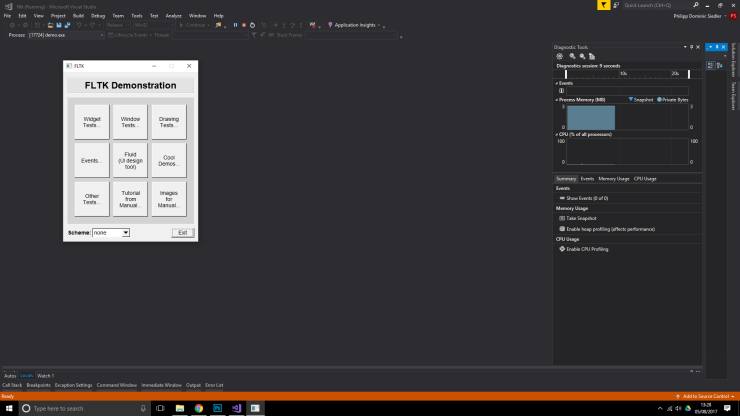 fltk (Running) - Microsoft Visual Studio
Quick Launch (Ctrl+Q)
File Edit View Project Build Debug Team Tools Test Analyze Window Help
Philipp Dominic Siedler PS
Release Win32 Continue Application Insights
Process: [17724] demo.exe Lifecycle Events Thread: Stack Frame:
FLTK
FLTK Demonstration
Widget Tests...
Window Tests...
Drawing Tests...
Events...
Fluid
(UI design
tool)
Cool
Demos...
Other
Tests...
Tutorial
from
Manual...
Images
for
Manual...
Scheme: none
Exit
Diagnostic Tools
Diagnostics session: 9 seconds
10s 20s
Events
Process Memory (MB) Snapshot Private Bytes
3 3
0 0
CPU (% of all processors)
100 100
0 0
Summary Events Memory Usage CPU Usage
Events
Show Events (0 of 0)
Memory Usage
Take Snapshot
Enable heap profiling (affects performance)
CPU Usage
Enable CPU Profiling
Solution Explorer
Team Explorer
Autos Locals Watch 1
Call Stack Breakpoints Exception Settings Command Window Immediate Window Output Error List
Ready
Add to Source Control
Type here to search
13:28
05/08/2017